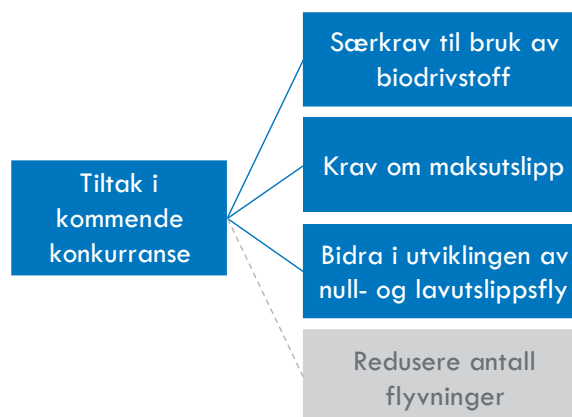 Særkrav til bruk av
biodrivstoff
Krav om maksutslipp
Tiltak i
kommende
konkurranse
Bidra i utviklingen av
null- og lavutslippsfly
Redusere antall
flyvninger